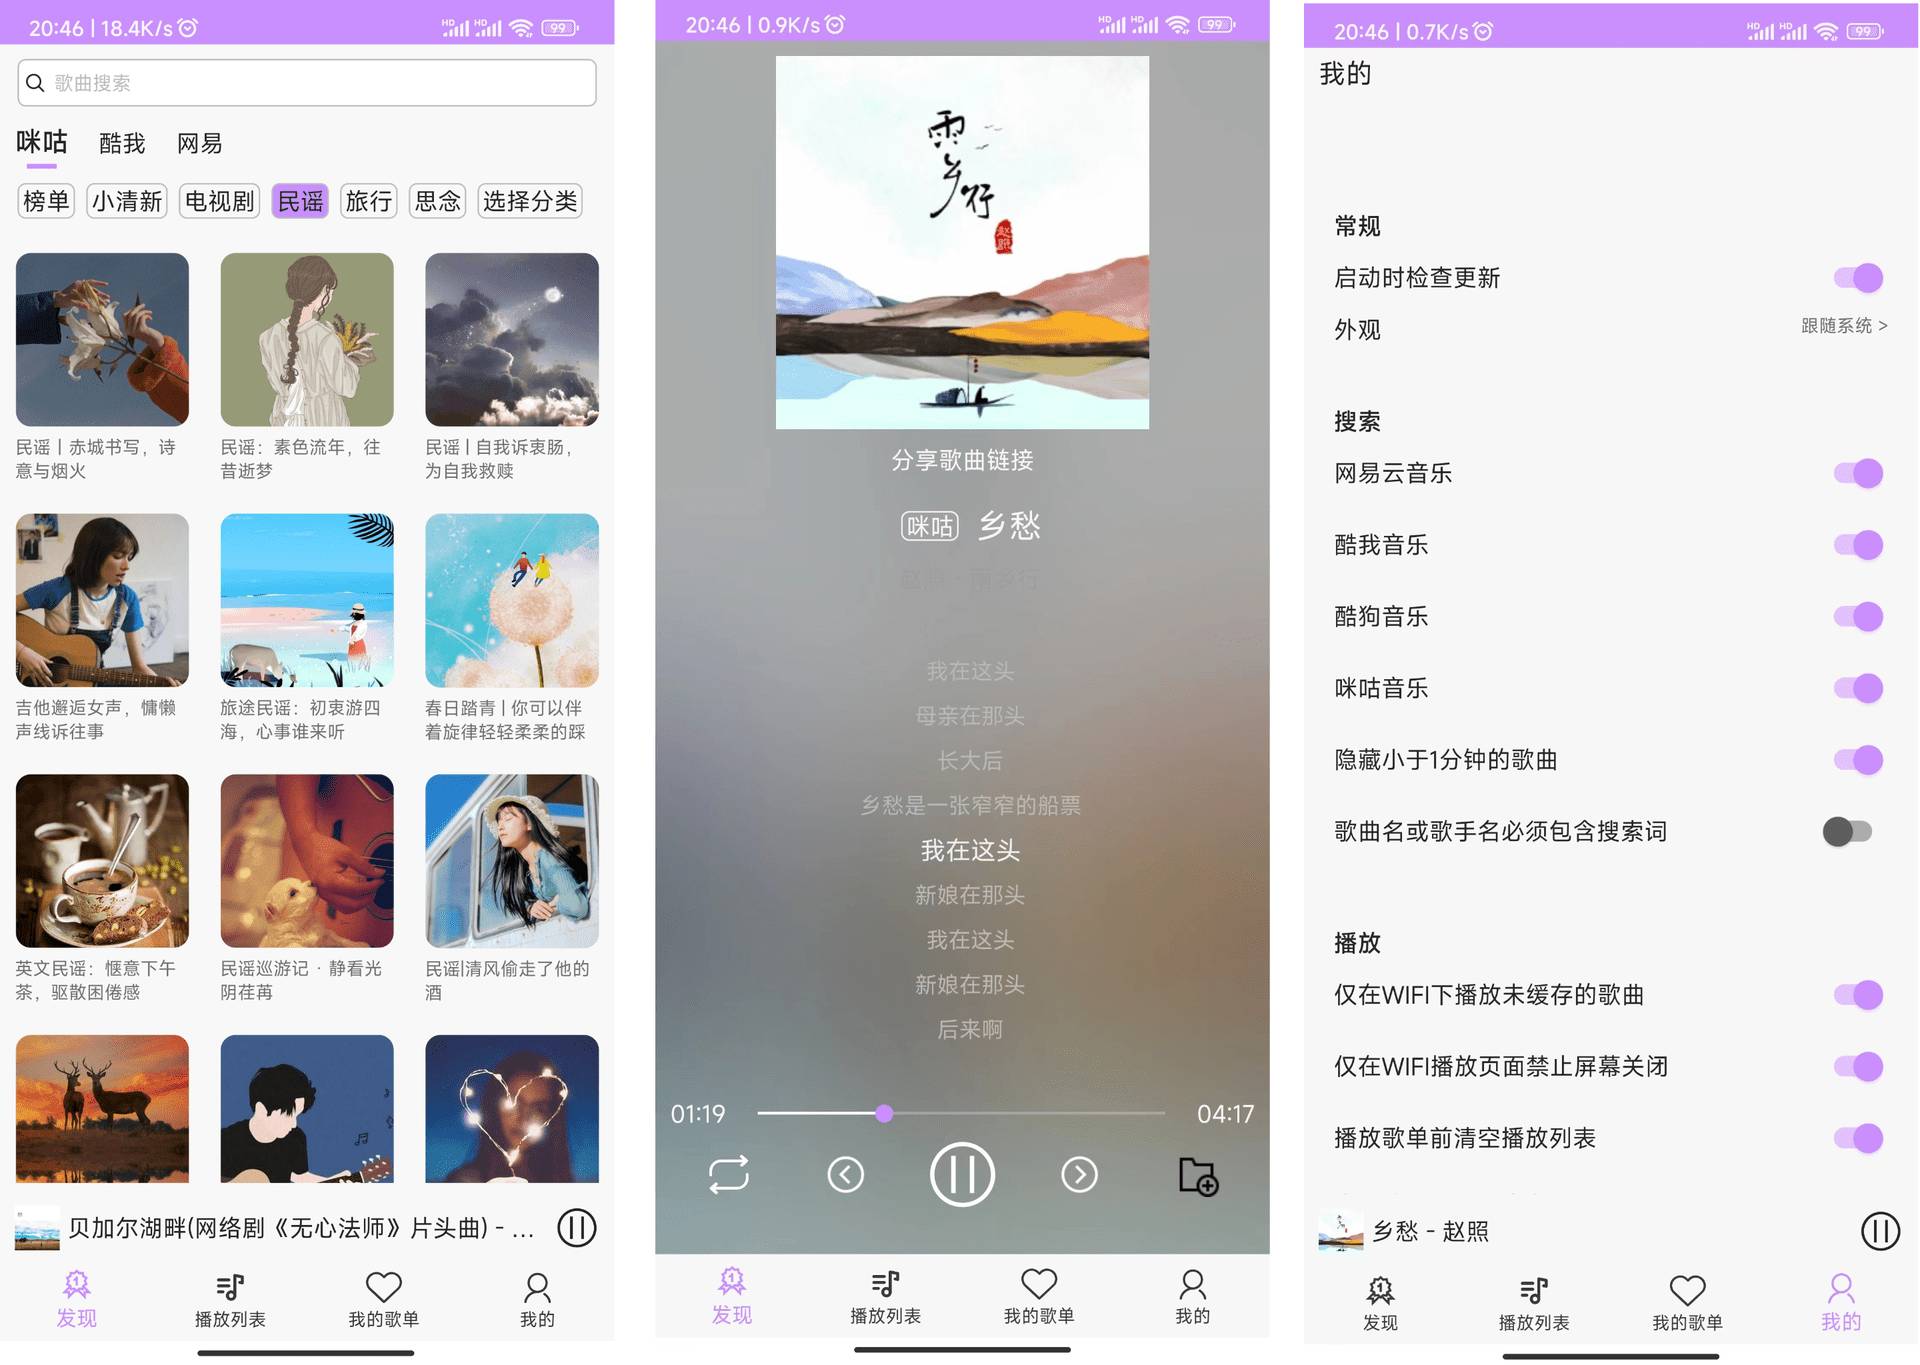 20:46 | 18.4K/s
HD HD 99
歌曲搜索
咪咕 酷我 网易
榜单 小清新 电视剧 民谣 旅行 思念 选择分类
民谣丨赤城书写，诗
意与烟火
民谣：素色流年，往
昔逝梦
民谣 | 自我诉衷肠，
为自我救赎
吉他邂逅女声，慵懒
声线诉往事
旅途民谣：初衷游四
海，心事谁来听
春日踏青 | 你可以伴
着旋律轻轻柔柔的踩
英文民谣：惬意下午
茶，驱散困倦感
民谣巡游记 · 静看光
阴荏苒
民谣|清风偷走了他的
酒
贝加尔湖畔(网络剧《无心法师》片头曲) - ...
1
发现 播放列表 我的歌单 我的
20:46 | 0.9K/s
HD HD 99
雨
乡
行
赵照
分享歌曲链接
咪咕 乡愁
我在这头
母亲在那头
长大后
乡愁是一张窄窄的船票
我在这头
新娘在那头
我在这头
新娘在那头
后来啊
01:19 04:17
1
发现 播放列表 我的歌单 我的
20:46 | 0.7K/s
HD HD 99
我的
常规
启动时检查更新
外观 跟随系统 >
搜索
网易云音乐
酷我音乐
酷狗音乐
咪咕音乐
隐藏小于1分钟的歌曲
歌曲名或歌手名必须包含搜索词
播放
仅在WIFI下播放未缓存的歌曲
仅在WIFI播放页面禁止屏幕关闭
播放歌单前清空播放列表
乡愁 - 赵照
1
发现 播放列表 我的歌单 我的